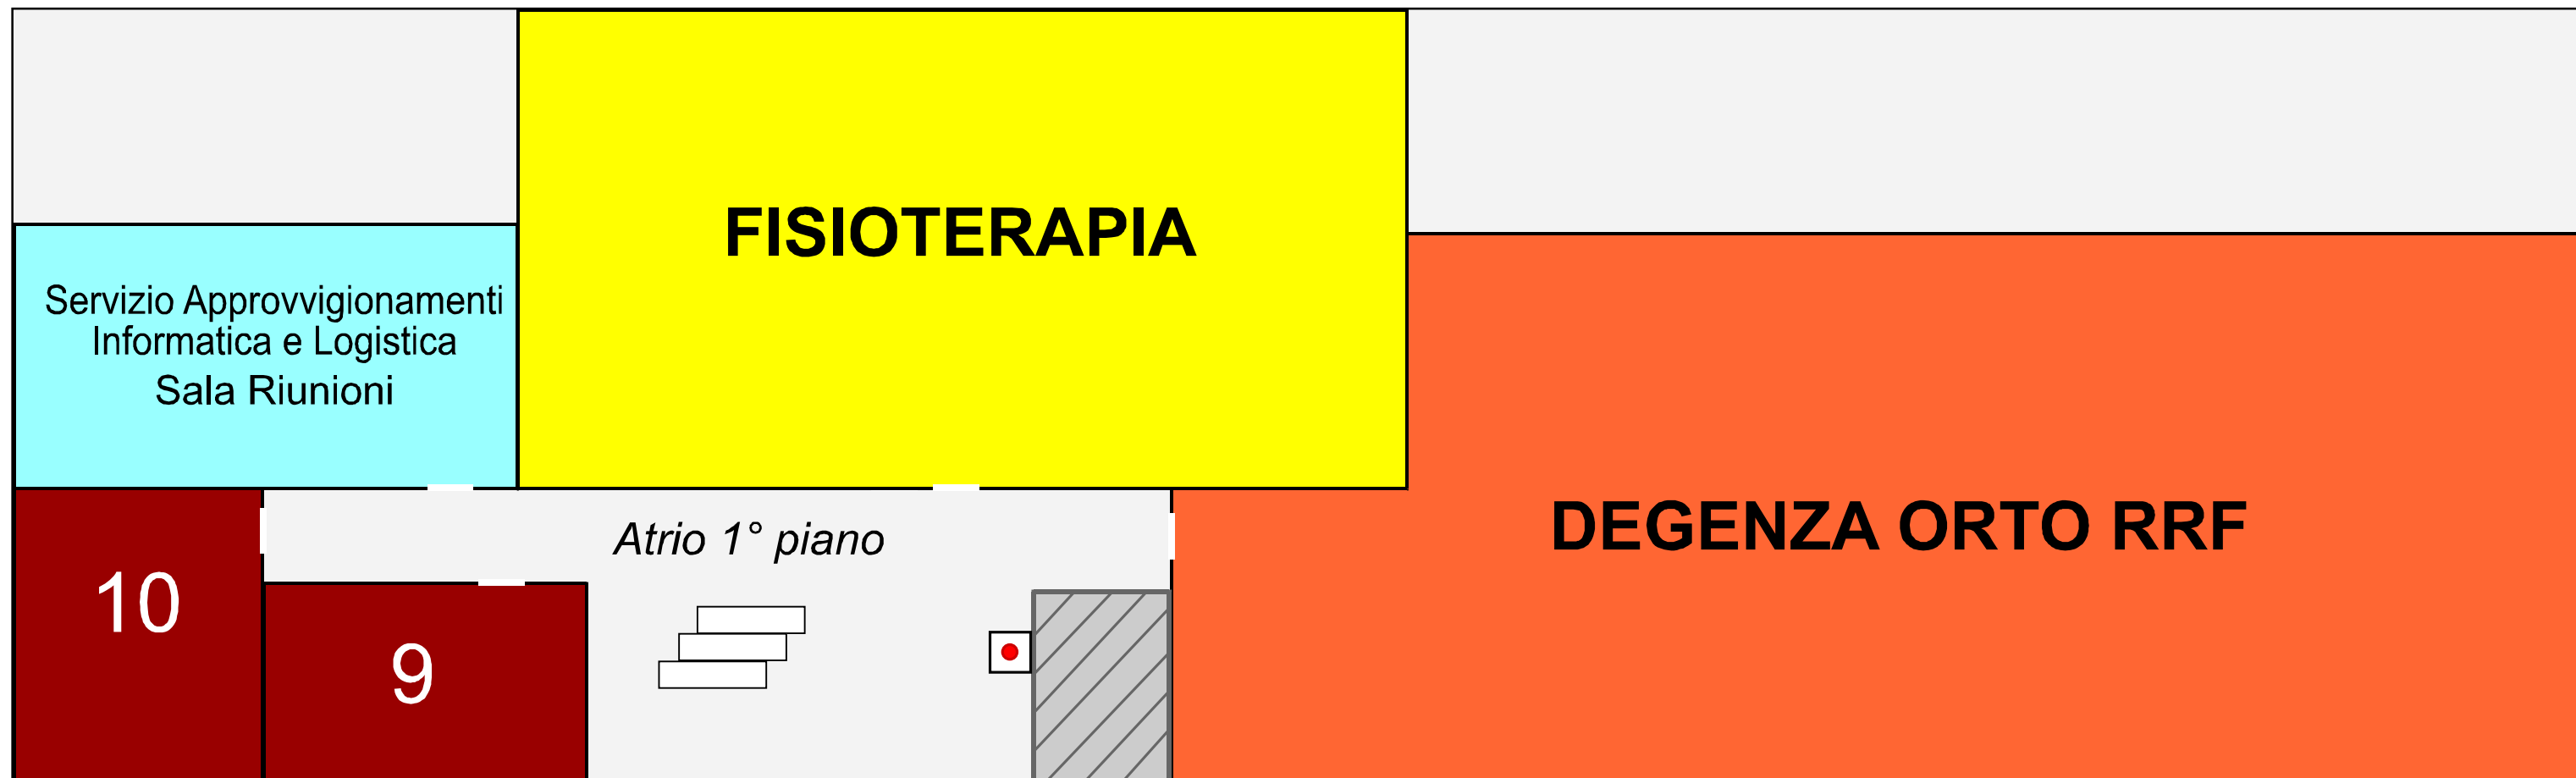 FISIOTERAPIA
Servizio Approvvigionamenti
Informatica e Logistica
Sala Riunioni
DEGENZA ORTO RRF
Atrio 1° piano
10
9